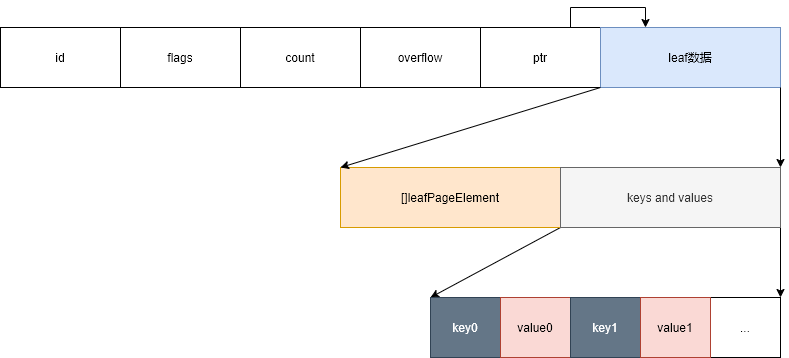 id
flags
count
overflow
ptr
leaf数据
[]leafPageElement
keys and values
key0
value0
key1
value1
...